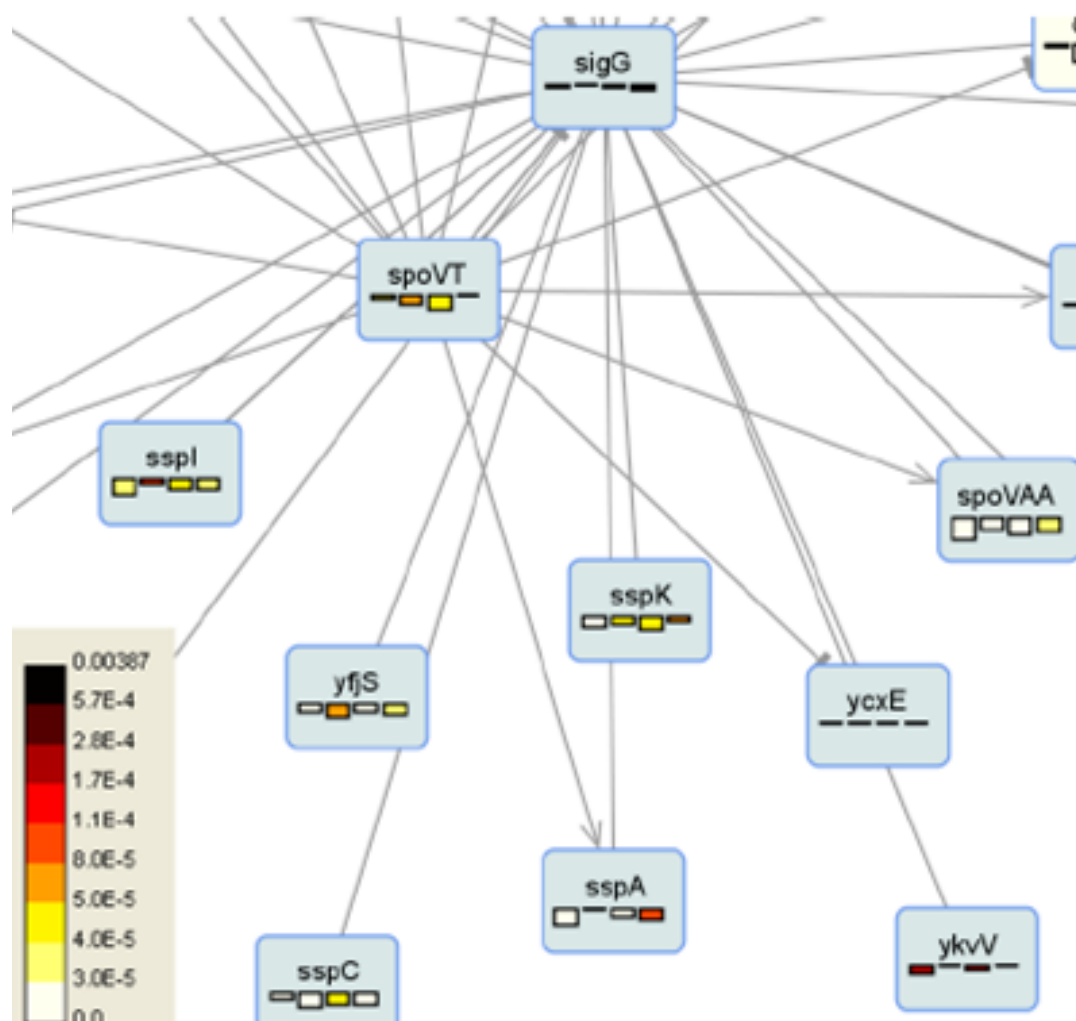 sigG
spoVT
sspI
spoVAA
sspK
yfjS
ycxE
sspA
ykvV
sspC
0.00387
5.7E-4
2.8E-4
1.7E-4
1.1E-4
8.0E-5
5.0E-5
4.0E-5
3.0E-5
0.0